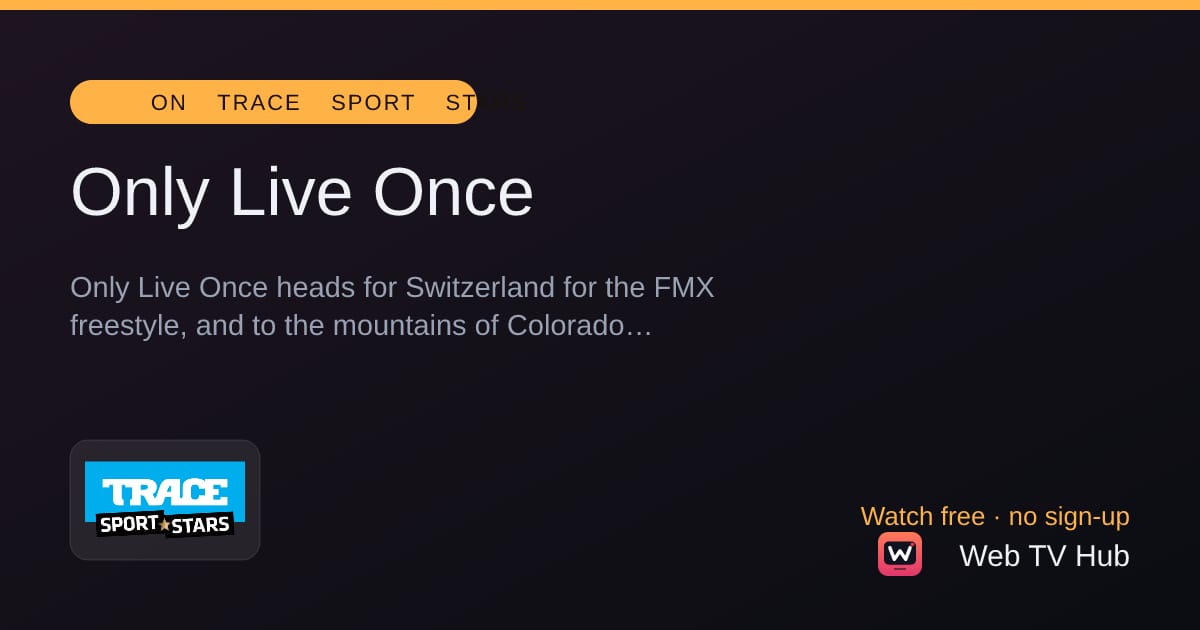 ON TRACE SPORT ST
Only Live Once
Only Live Once heads for Switzerland for the FMX
freestyle, and to the mountains of Colorado…
TRACE
SPORT★STARS
Watch free · no sign-up
W
Web TV Hub